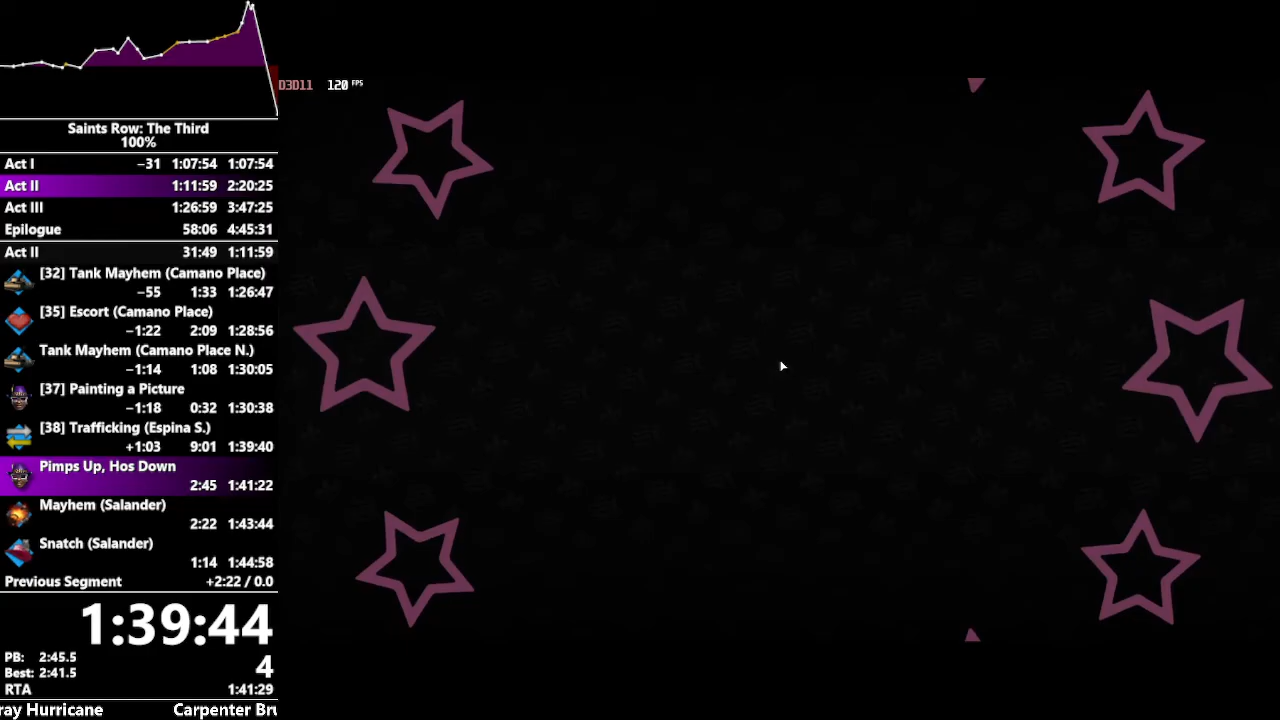 D3D11 120 FPS
Saints Row: The Third
100%
Act I −31 1:07:54 1:07:54
Act II 1:11:59 2:20:25
Act III 1:26:59 3:47:25
Epilogue 58:06 4:45:31
Act II 31:49 1:11:59
[32] Tank Mayhem (Camano Place)
−55 1:33 1:26:47
[35] Escort (Camano Place)
−1:22 2:09 1:28:56
Tank Mayhem (Camano Place N.)
−1:14 1:08 1:30:05
[37] Painting a Picture
−1:18 0:32 1:30:38
[38] Trafficking (Espina S.)
+1:03 9:01 1:39:40
Pimps Up, Hos Down
2:45 1:41:22
Mayhem (Salander)
2:22 1:43:44
Snatch (Salander)
1:14 1:44:58
Previous Segment +2:22 / 0.0
1:39:44
PB: 2:45.5
Best: 2:41.5
4
RTA 1:41:29
ray Hurricane Carpenter Bru